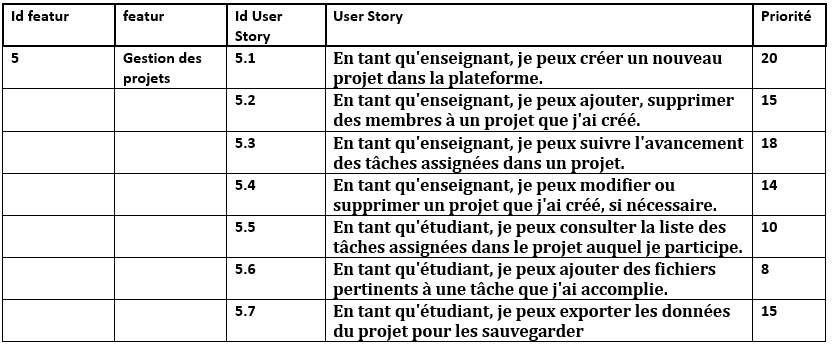 Id featur featur Id User User Story Priorité
Story
5 Gestion des 5.1 En tant qu'enseignant, je peux créer un nouveau 20
projets projet dans la plateforme.
5.2 En tant qu'enseignant, je peux ajouter, supprimer 15
des membres à un projet que j'ai créé.
5.3 En tant qu'enseignant, je peux suivre l'avancement 18
des tâches assignées dans un projet.
5.4 En tant qu'enseignant, je peux modifier ou 14
supprimer un projet que j'ai créé, si nécessaire.
5.5 En tant qu'étudiant, je peux consulter la liste des 10
tâches assignées dans le projet auquel je participe.
5.6 En tant qu'étudiant, je peux ajouter des fichiers 8
pertinents à une tâche que j'ai accomplie.
5.7 En tant qu'étudiant, je peux exporter les données 15
du projet pour les sauvegarder